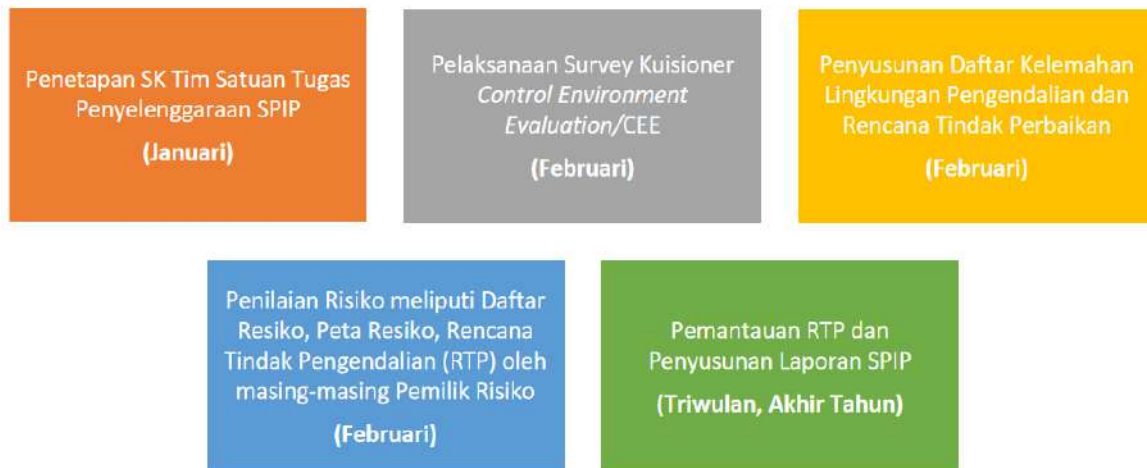 Penetapan SK Tim Satuan Tugas
Penyelenggaraan SPIP
(Januari)
Pelaksanaan Survey Kuisioner
Control Environment
Evaluation/CEE
(Februari)
Penyusunan Daftar Kelemahan
Lingkungan Pengendalian dan
Rencana Tindak Perbaikan
(Februari)
Penilaian Risiko meliputi Daftar
Resiko, Peta Resiko, Rencana
Tindak Pengendalian (RTP) oleh
masing-masing Pemilik Risiko
(Februari)
Pemantauan RTP dan
Penyusunan Laporan SPIP
(Triwulan, Akhir Tahun)